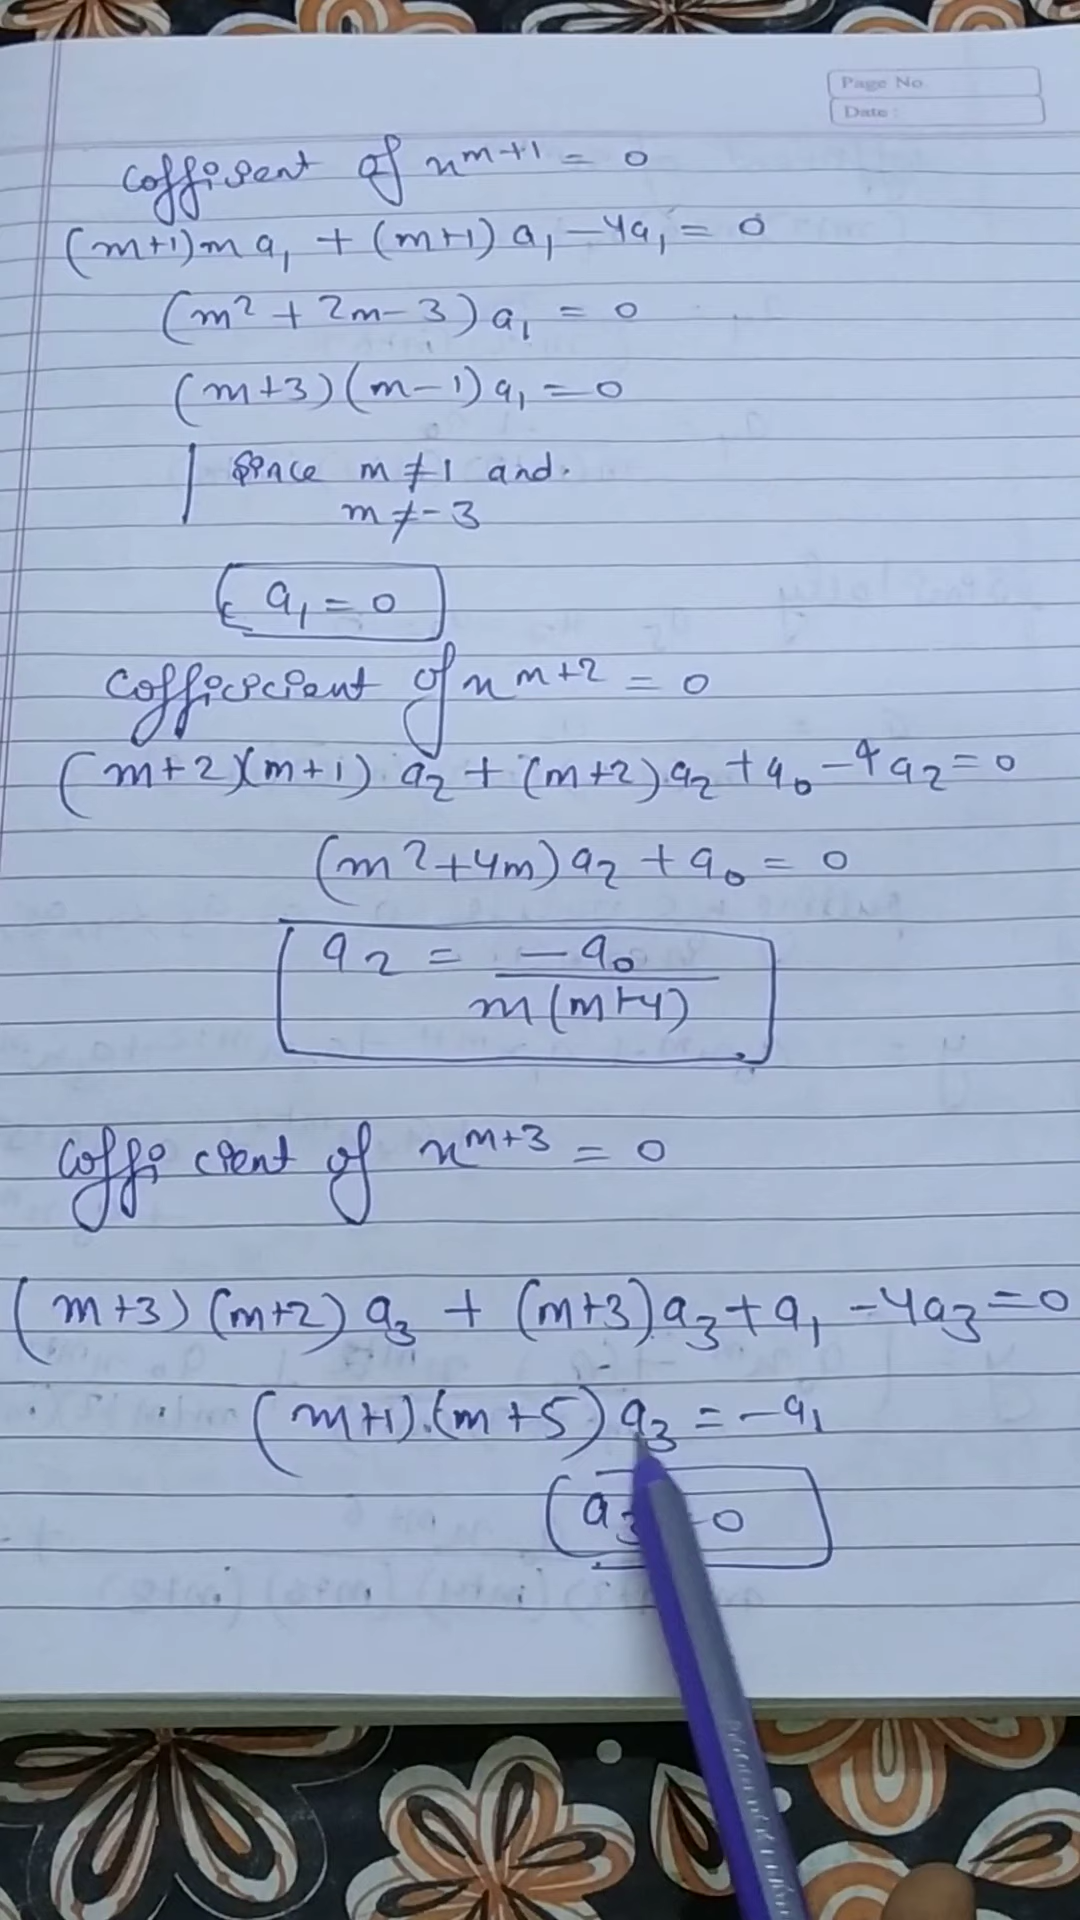 Page No
Date :
Cofficient of x^{m+1} = 0
(m+1)m a₁ + (m+1) a₁ - 4a₁ = 0
(m² + 2m - 3) a₁ = 0
(m+3)(m-1) a₁ = 0
Since m ≠ 1 and
m ≠ -3
a₁ = 0
of x^{m+2} = 0
(m+2)(m+1) a₂ + (m+2) a₂ + a₀ - 4a₂ = 0
(m² + 4m) a₂ + a₀ = 0
a₂ = -a₀ / m(m+4)
Cofficient of x^{m+3} = 0
(m+3)(m+2) a₃ + (m+3) a₃ + a₁ - 4a₃ = 0
(m+1).(m+5) a₃ = -a₁
0